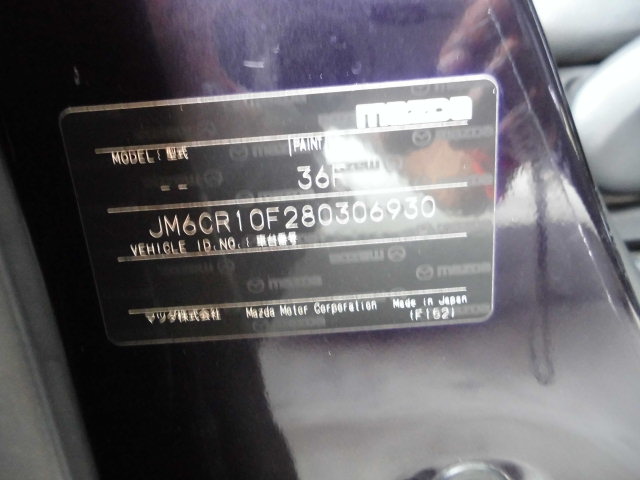 mazda
MODEL: 型式 PAINT
-- 36F
JM6CR10F280306930
VEHICLE ID.NO.: 車台番号
マツダ株式会社 Mazda Motor Corporation Made in Japan
(F152)